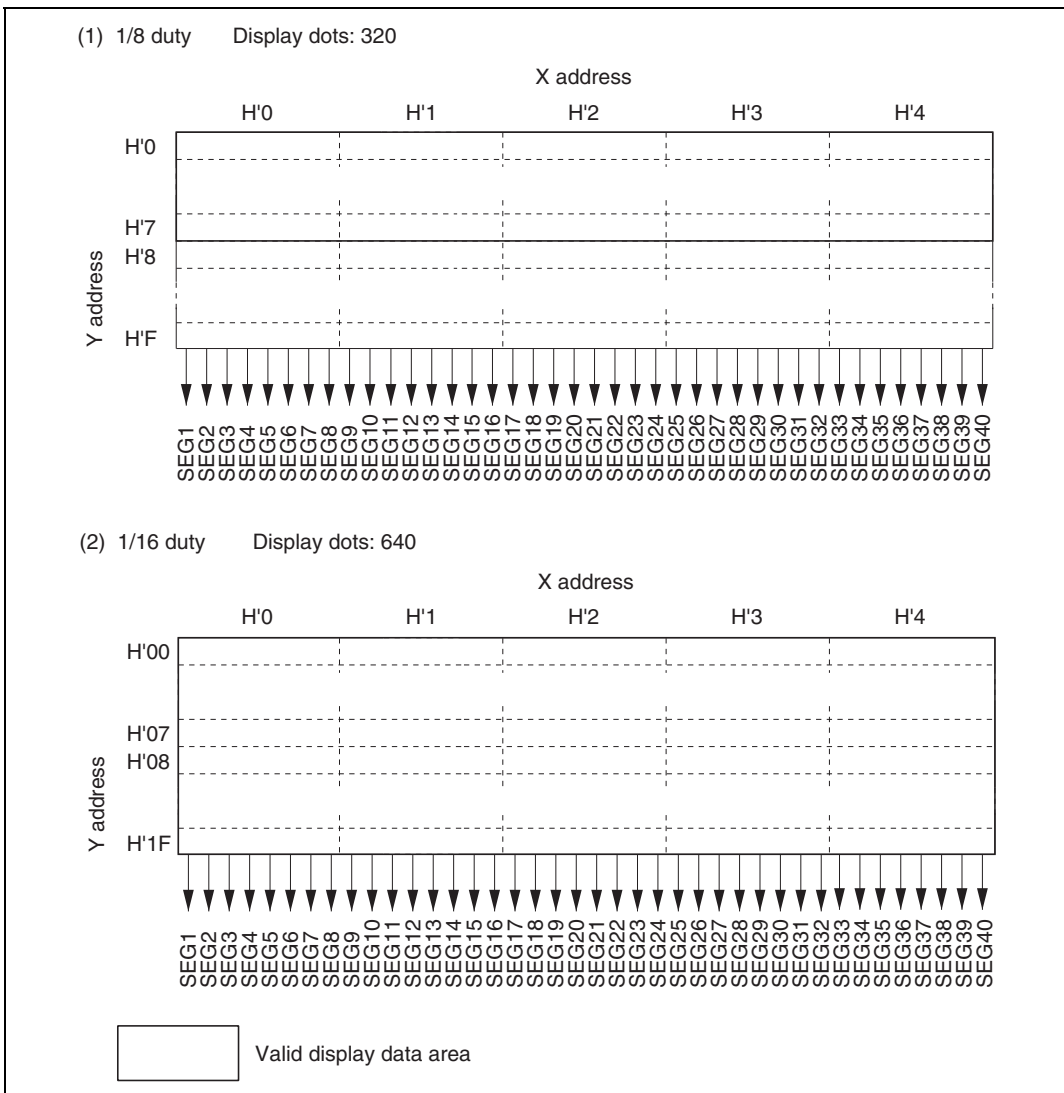 (1) 1/8 duty Display dots: 320
X address
H'0 H'1 H'2 H'3 H'4
H'0
H'7
H'8
H'F
Y address
SEG1 SEG2 SEG3 SEG4 SEG5 SEG6 SEG7 SEG8 SEG9 SEG10 SEG11 SEG12 SEG13 SEG14 SEG15 SEG16 SEG17 SEG18 SEG19 SEG20 SEG21 SEG22 SEG23 SEG24 SEG25 SEG26 SEG27 SEG28 SEG29 SEG30 SEG31 SEG32 SEG33 SEG34 SEG35 SEG36 SEG37 SEG38 SEG39 SEG40
(2) 1/16 duty Display dots: 640
X address
H'0 H'1 H'2 H'3 H'4
H'00
H'07
H'08
H'1F
Y address
SEG1 SEG2 SEG3 SEG4 SEG5 SEG6 SEG7 SEG8 SEG9 SEG10 SEG11 SEG12 SEG13 SEG14 SEG15 SEG16 SEG17 SEG18 SEG19 SEG20 SEG21 SEG22 SEG23 SEG24 SEG25 SEG26 SEG27 SEG28 SEG29 SEG30 SEG31 SEG32 SEG33 SEG34 SEG35 SEG36 SEG37 SEG38 SEG39 SEG40
Valid display data area